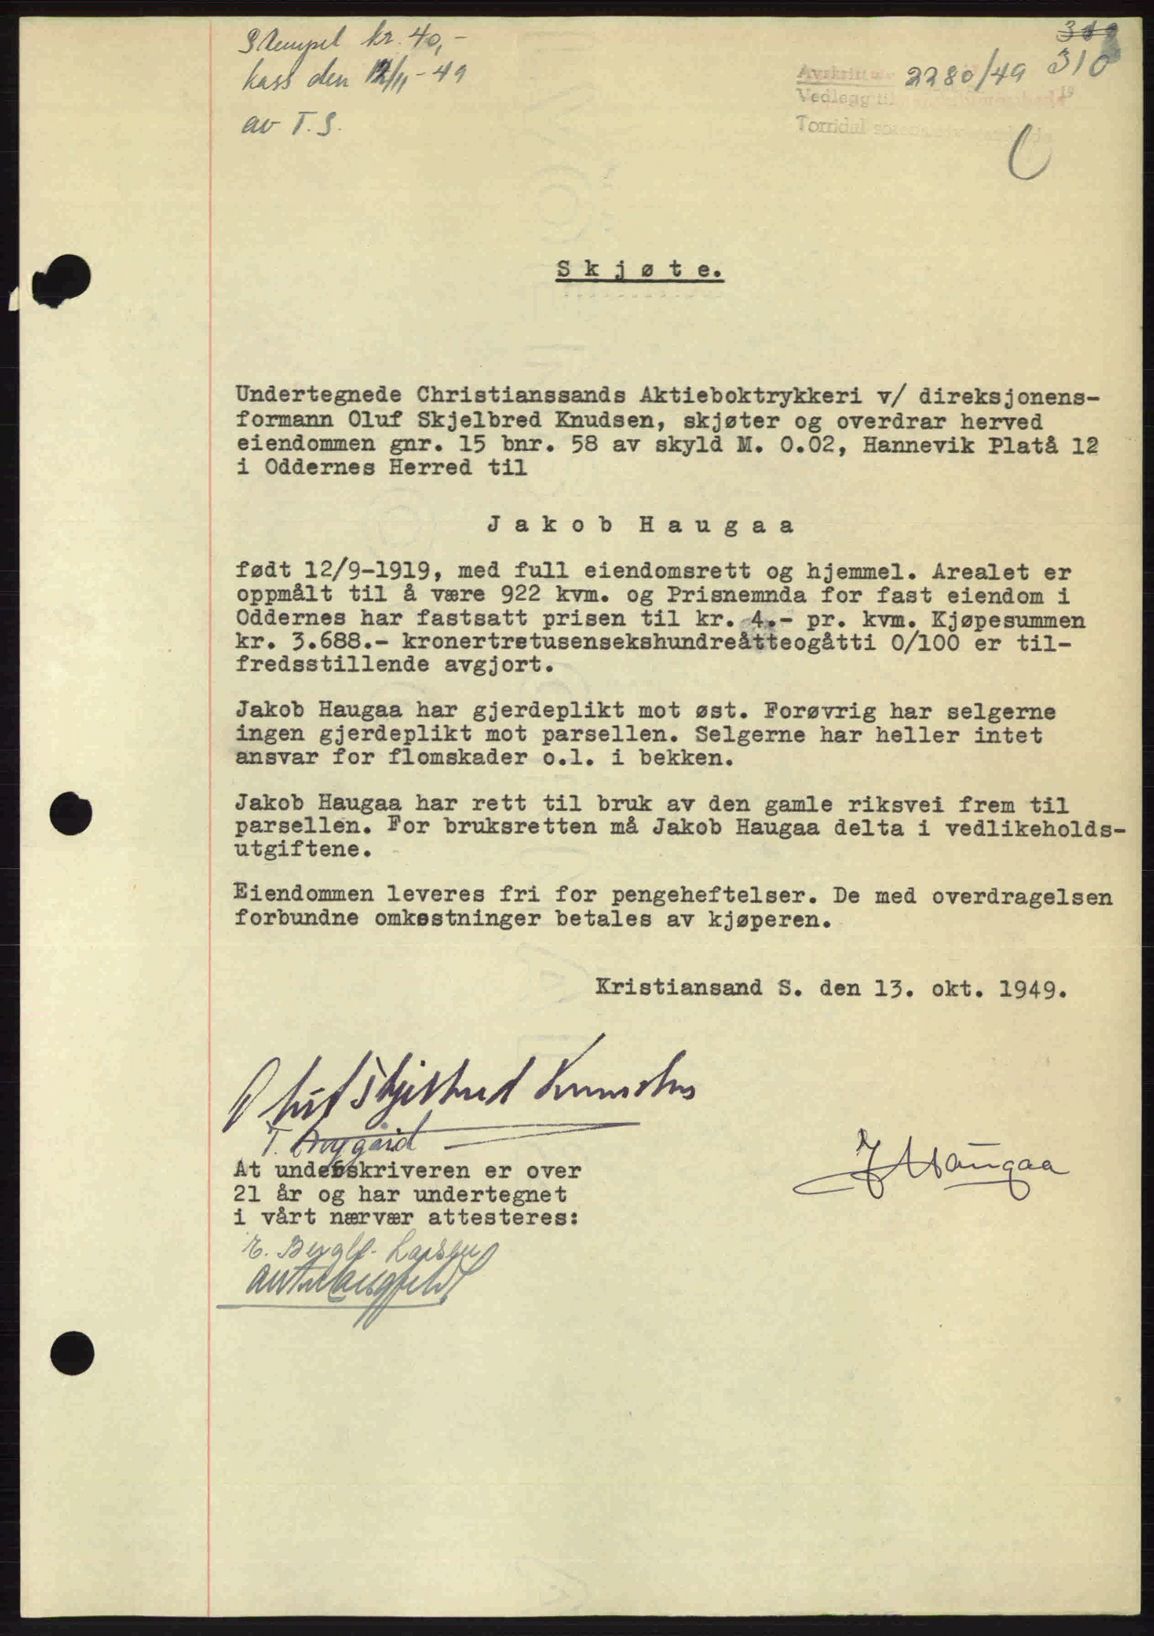 Stempel kr. 40,-
kass den 12/11-49
av T.S.
310
2280/49
Vedlegg til
Torridal
S k j ø t e.
Undertegnede Christianssands Aktieboktrykkeri v/ direksjonens-
formann Oluf Skjelbred Knudsen, skjøter og overdrar herved
eiendommen gnr. 15 bnr. 58 av skyld M. 0.02, Hannevik Platå 12
i Oddernes Herred til
J a k o b  H a u g a a
født 12/9-1919, med full eiendomsrett og hjemmel. Arealet er
oppmålt til å være 922 kvm. og Prisnemnda for fast eiendom i
Oddernes har fastsatt prisen til kr. 4.- pr. kvm. Kjøpesummen
kr. 3.688.- kronertretusensekshundreåtteogåtti 0/100 er til-
fredsstillende avgjort.
Jakob Haugaa har gjerdeplikt mot øst. Forøvrig har selgerne
ingen gjerdeplikt mot parsellen. Selgerne har heller intet
ansvar for flomskader o.l. i bekken.
Jakob Haugaa har rett til bruk av den gamle riksvei frem til
parsellen. For bruksretten må Jakob Haugaa delta i vedlikeholds-
utgiftene.
Eiendommen leveres fri for pengeheftelser. De med overdragelsen
forbundne omkostninger betales av kjøperen.
Kristiansand S. den 13. okt. 1949.
Oluf Skjelbred Knudsen
T. Drygård
J Haugaa
At underskriveren er over
21 år og har undertegnet
i vårt nærvær attesteres:
E. Larsen